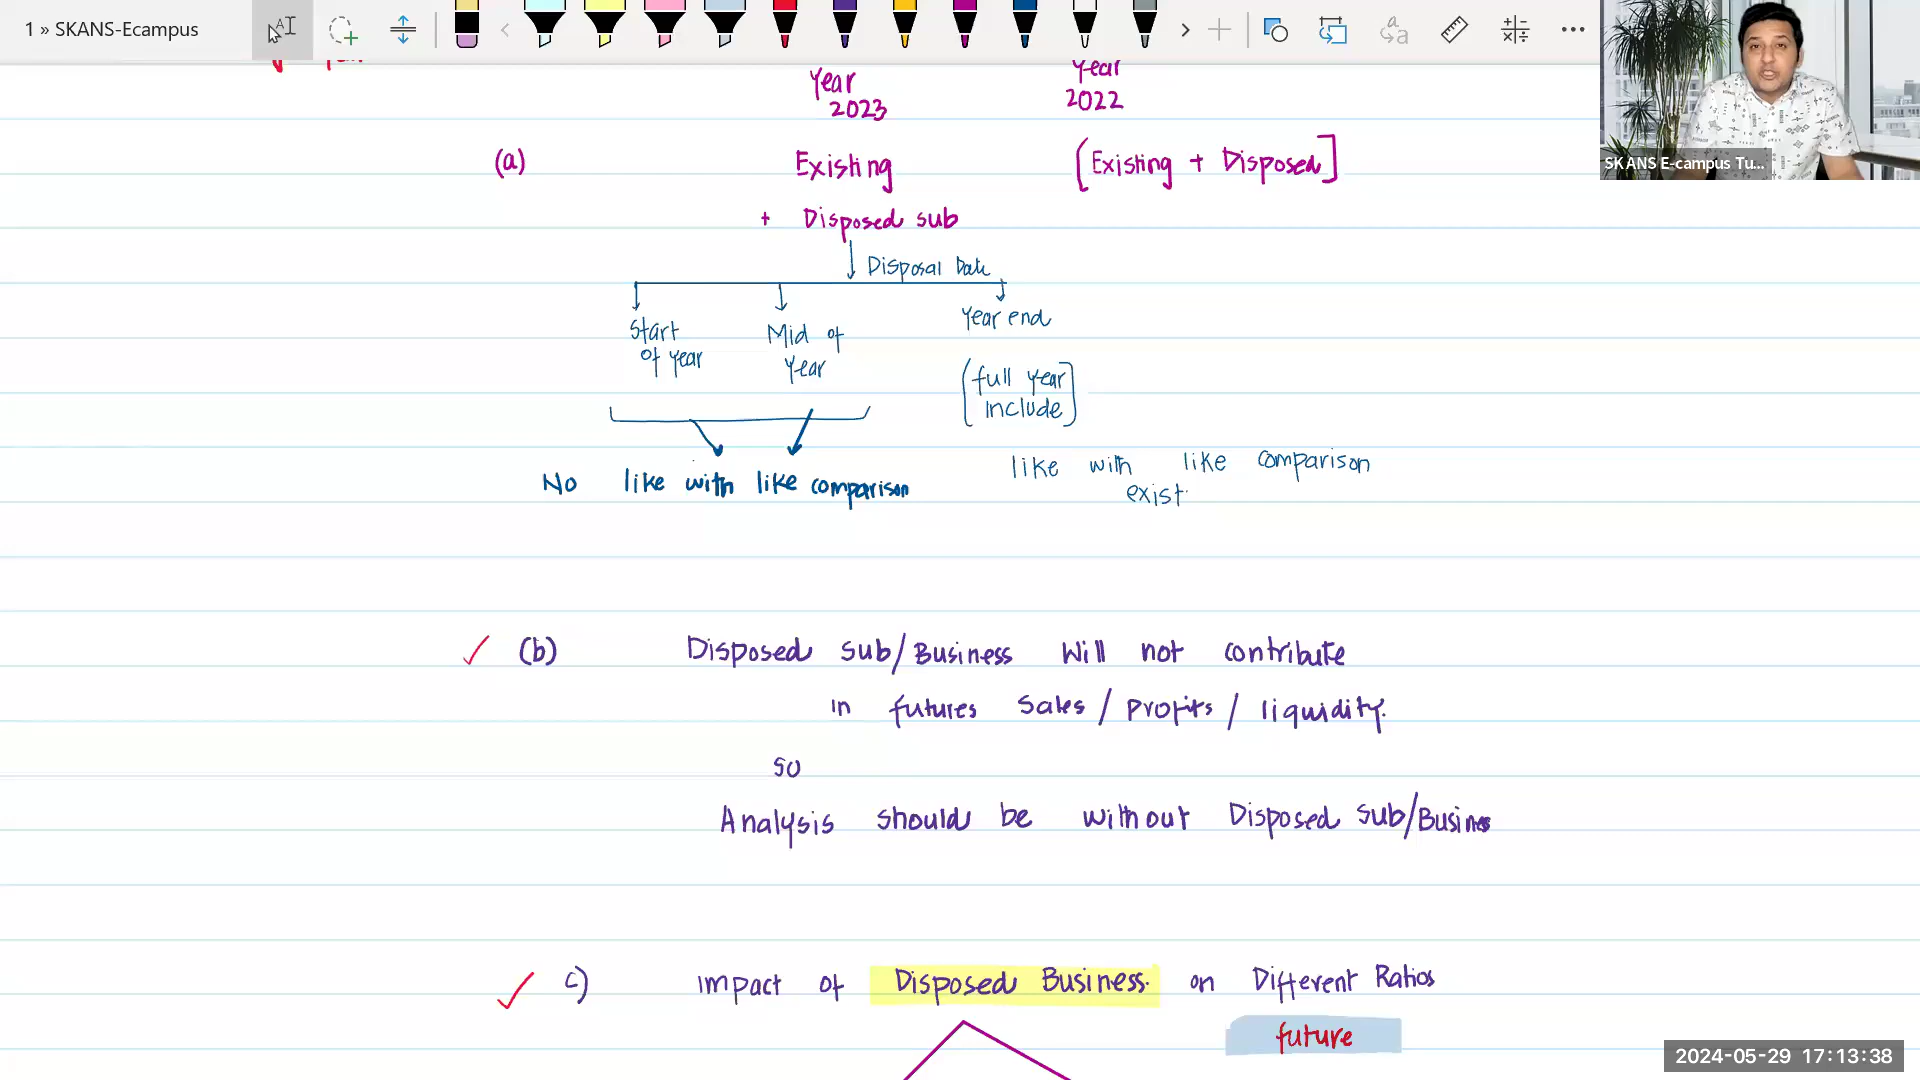 1 » SKANS-Ecampus
SKANS E-campus Tu...
Year
2023
Year
2022
(a)
Existing
[Existing + Disposed]
+ Disposed sub
Disposal Date
Start
of year
Mid of
year
Year end
(full year
include)
No like with like comparison
like with like comparison
exist.
(b) Disposed sub/Business will not contribute
in futures sales/profits/liquidity.
so
Analysis should be without Disposed sub/Business
c) impact of Disposed Business. on Different Ratios
future
2024-05-29 17:13:38